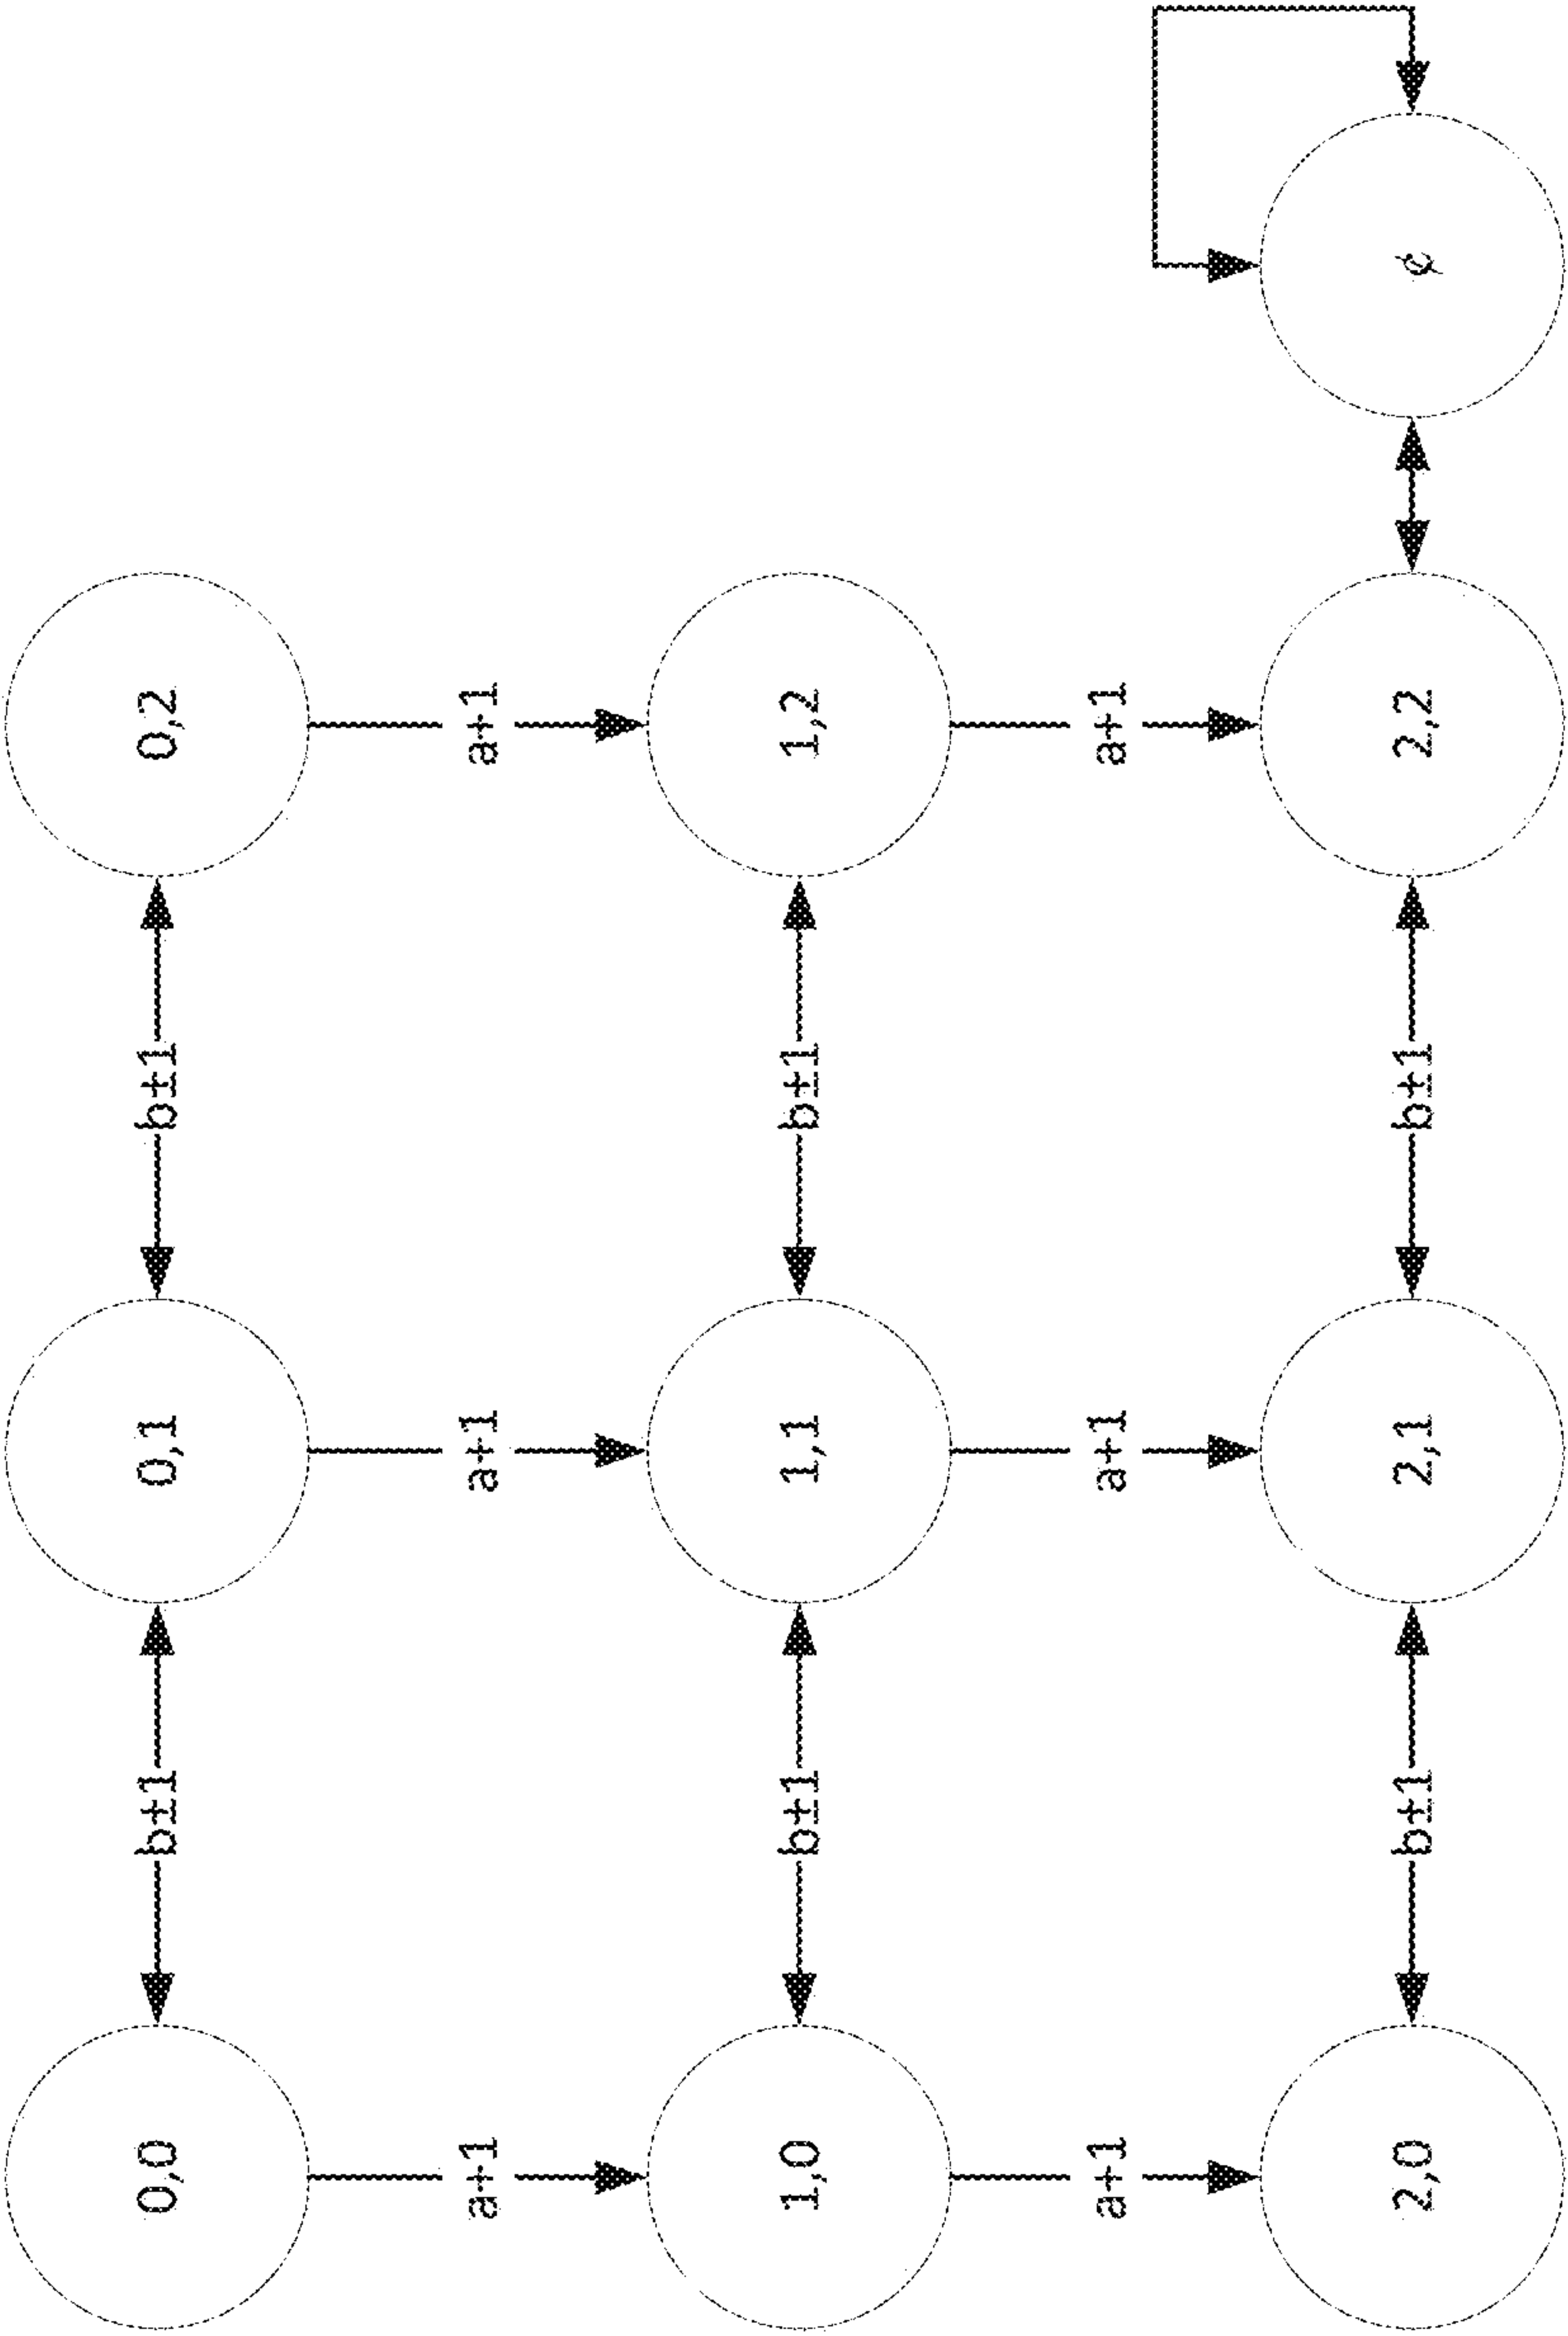 0,0 b±1 0,1 b±1 0,2
a+1 a+1 a+1
1,0 b±1 1,1 b±1 1,2
a+1 a+1 a+1
2,0 b±1 2,1 b±1 2,2